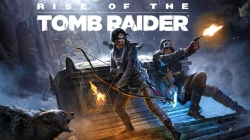 RISE OF THE
TOMB RAIDER